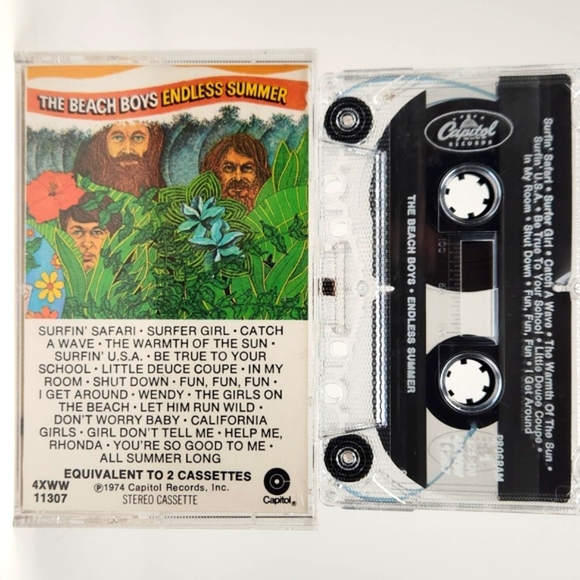 THE BEACH BOYS ENDLESS SUMMER
SURFIN' SAFARI · SURFER GIRL · CATCH
A WAVE · THE WARMTH OF THE SUN ·
SURFIN' U.S.A. · BE TRUE TO YOUR
SCHOOL · LITTLE DEUCE COUPE · IN MY
ROOM · SHUT DOWN · FUN, FUN, FUN ·
I GET AROUND · WENDY · THE GIRLS ON
THE BEACH · LET HIM RUN WILD ·
DON'T WORRY BABY · CALIFORNIA
GIRLS · GIRL DON'T TELL ME · HELP ME,
RHONDA · YOU'RE SO GOOD TO ME ·
ALL SUMMER LONG
EQUIVALENT TO 2 CASSETTES
4XWW
11307
℗1974 Capitol Records, Inc.
STEREO CASSETTE
Capitol®
Capitol
RECORDS
Surfin' Safari · Surfer Girl · Catch A Wave · The Warmth Of The Sun ·
Surfin' U.S.A. · Be True To Your School · Little Deuce Coupe ·
In My Room · Shut Down · Fun, Fun, Fun · I Get Around
THE BEACH BOYS · ENDLESS SUMMER